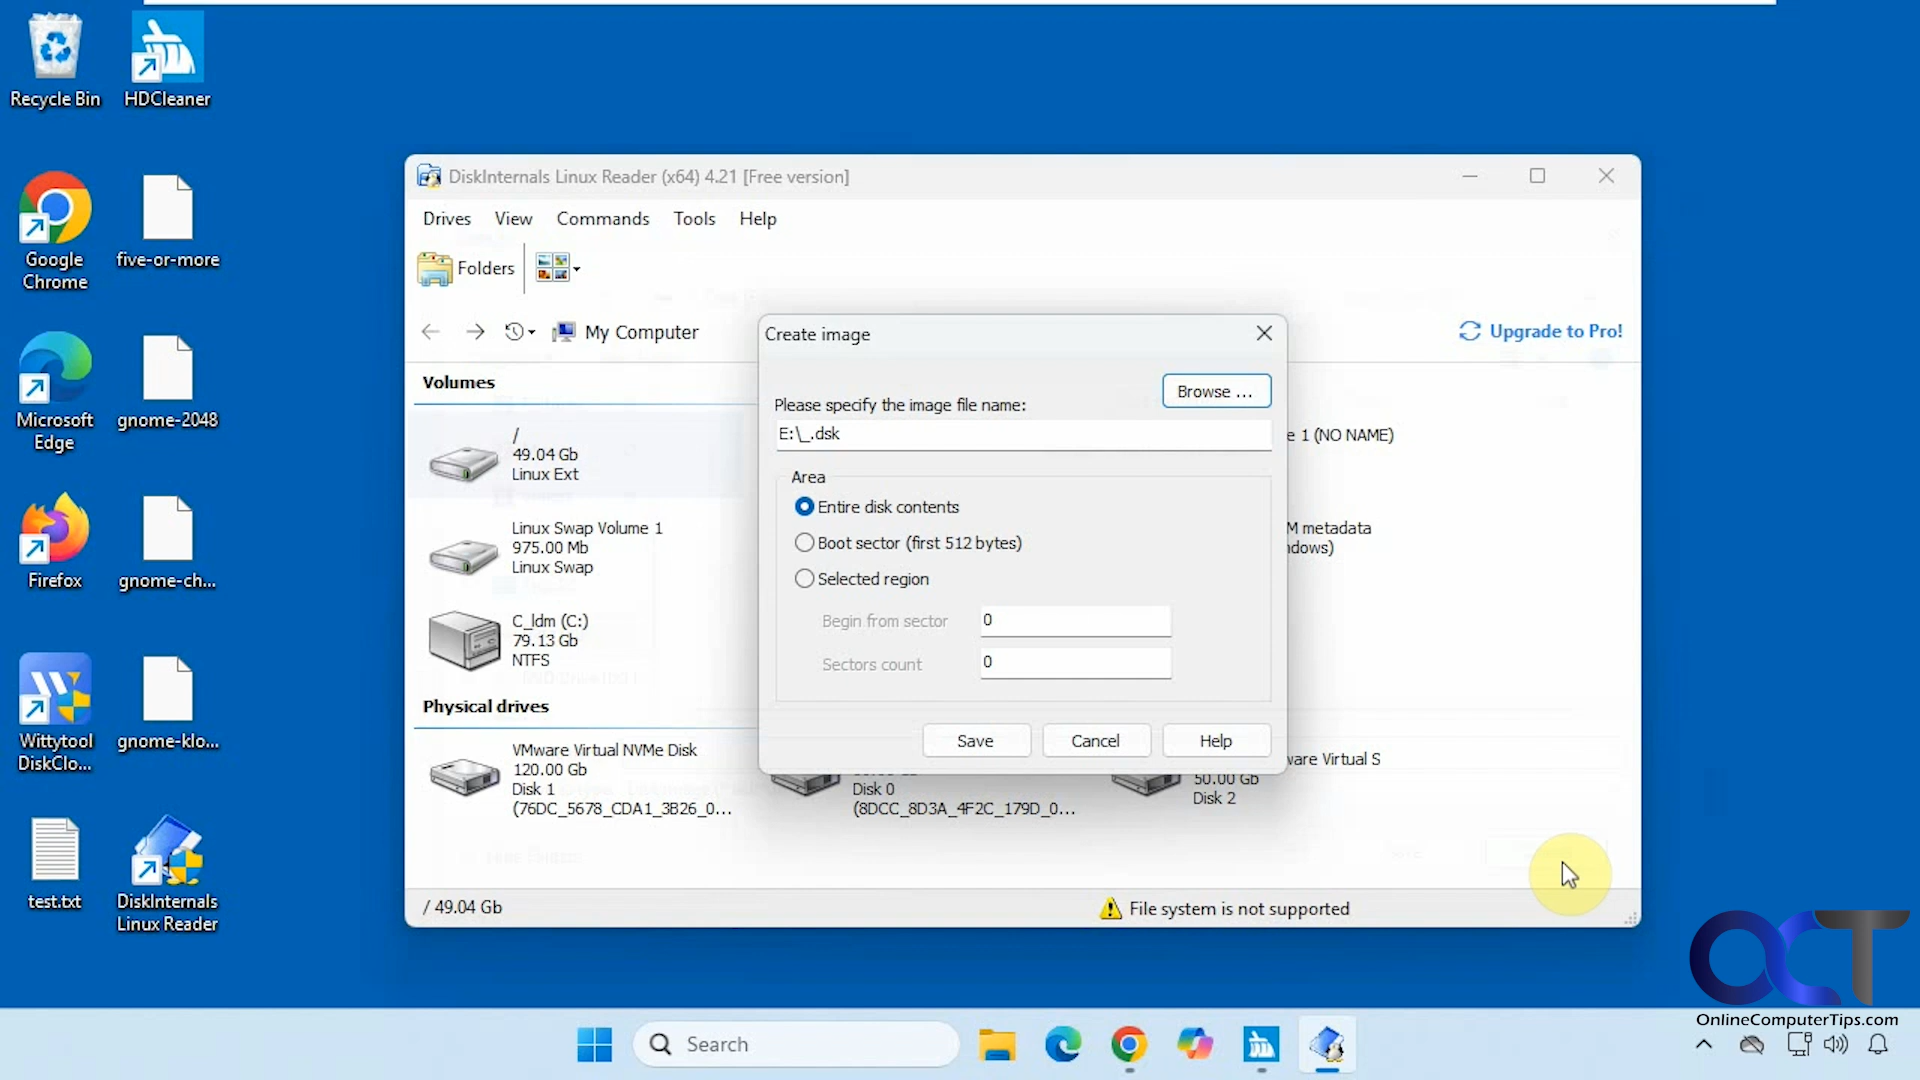 Recycle Bin
HDCleaner
Google
Chrome
five-or-more
Microsoft
Edge
gnome-2048
Firefox
gnome-ch...
Wittytool
DiskClo...
gnome-klo...
test.txt
DiskInternals
Linux Reader
DiskInternals Linux Reader (x64) 4.21 [Free version]
Drives View Commands Tools Help
Folders
My Computer
Upgrade to Pro!
Volumes
/
49.04 Gb
Linux Ext
Linux Swap Volume 1
975.00 Mb
Linux Swap
C_ldm (C:)
79.13 Gb
NTFS
e 1 (NO NAME)
M metadata
ndows)
Physical drives
VMware Virtual NVMe Disk
120.00 Gb
Disk 1
(76DC_5678_CDA1_3B26_0...
Disk 0
(8DCC_8D3A_4F2C_179D_0...
ware Virtual S
50.00 Gb
Disk 2
Create image
Browse ...
Please specify the image file name:
E:\_.dsk
Area
Entire disk contents
Boot sector (first 512 bytes)
Selected region
Begin from sector 0
Sectors count 0
Save Cancel Help
/ 49.04 Gb
File system is not supported
OCT
OnlineComputerTips.com
Search